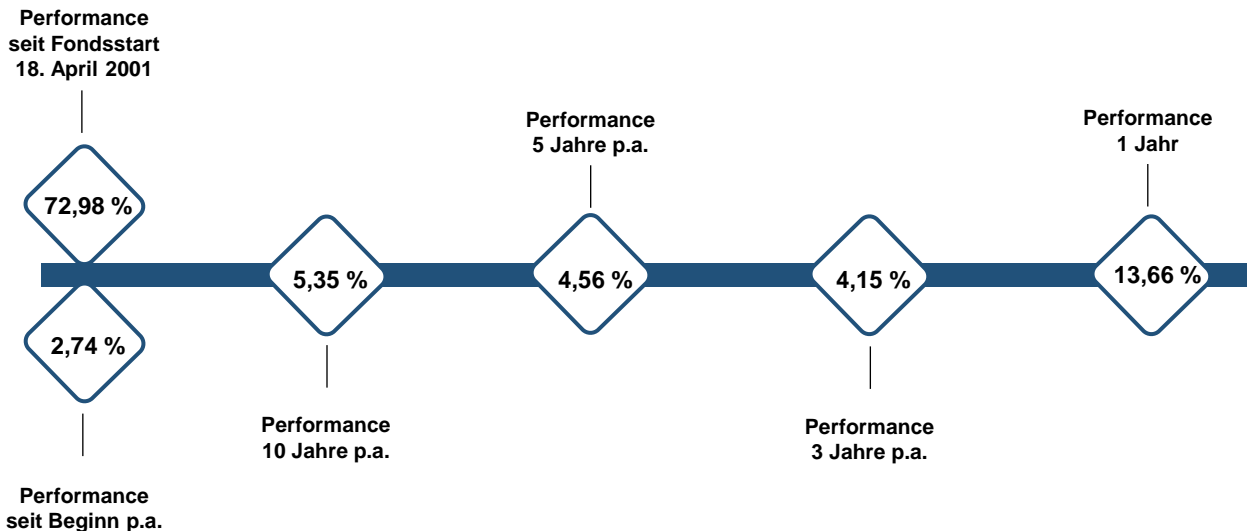 Performance
seit Fondsstart
18. April 2001
72,98 %
2,74 %
Performance
seit Beginn p.a.
5,35 %
Performance
10 Jahre p.a.
Performance
5 Jahre p.a.
4,56 %
4,15 %
Performance
3 Jahre p.a.
Performance
1 Jahr
13,66 %